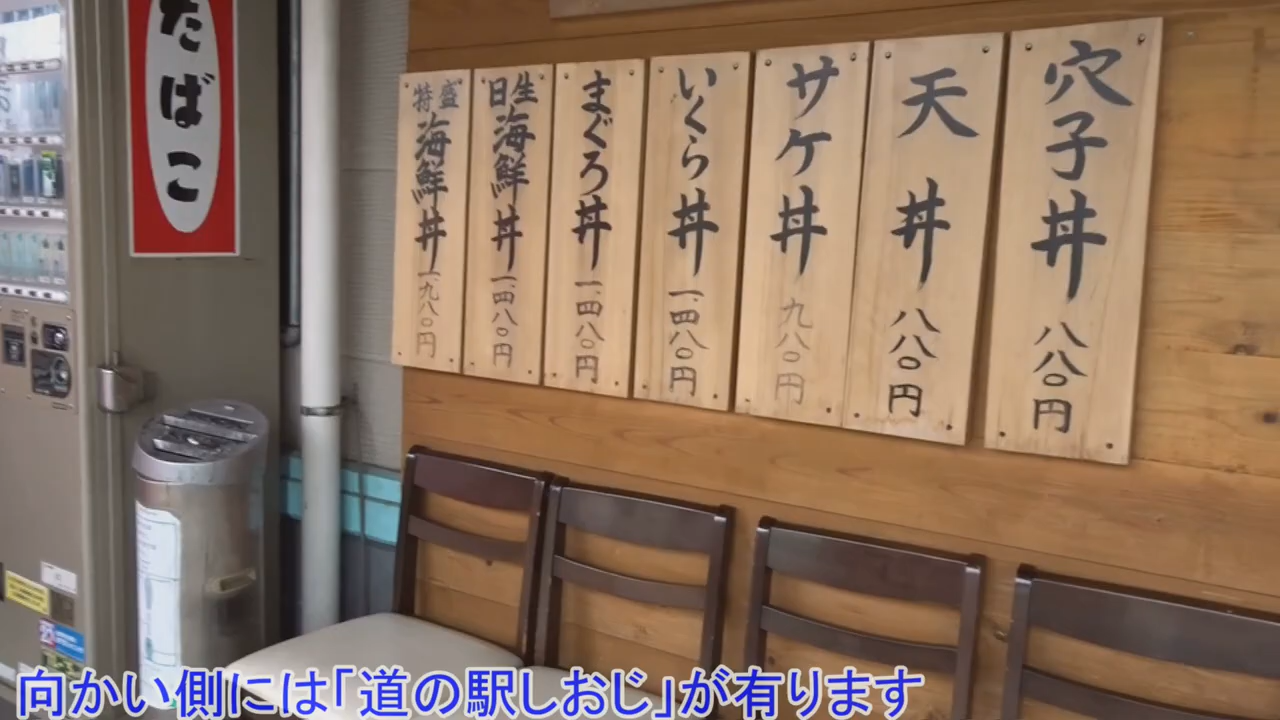 たばこ
穴子丼 八八〇円
天丼 八八〇円
サケ丼 九八〇円
いくら丼 一、四八〇円
まぐろ丼 一、四八〇円
日生海鮮丼 一、四八〇円
特盛海鮮丼 一、九八〇円
向かい側には「道の駅しおじ」が有ります